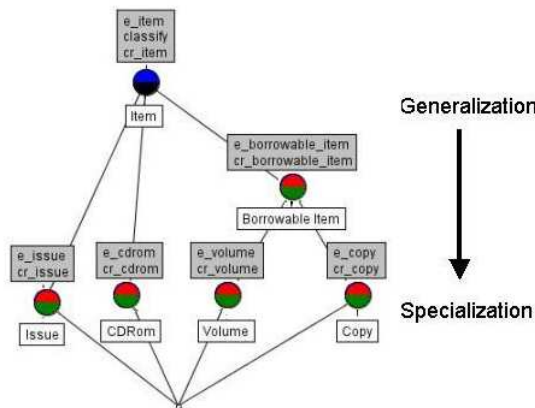 e_item
classify
cr_item
Item
Generalization
e_borrowable_item
cr_borrowable_item
Borrowable Item
e_issue
cr_issue
e_cdrom
cr_cdrom
e_volume
cr_volume
e_copy
cr_copy
Specialization
Issue
CDRom
Volume
Copy